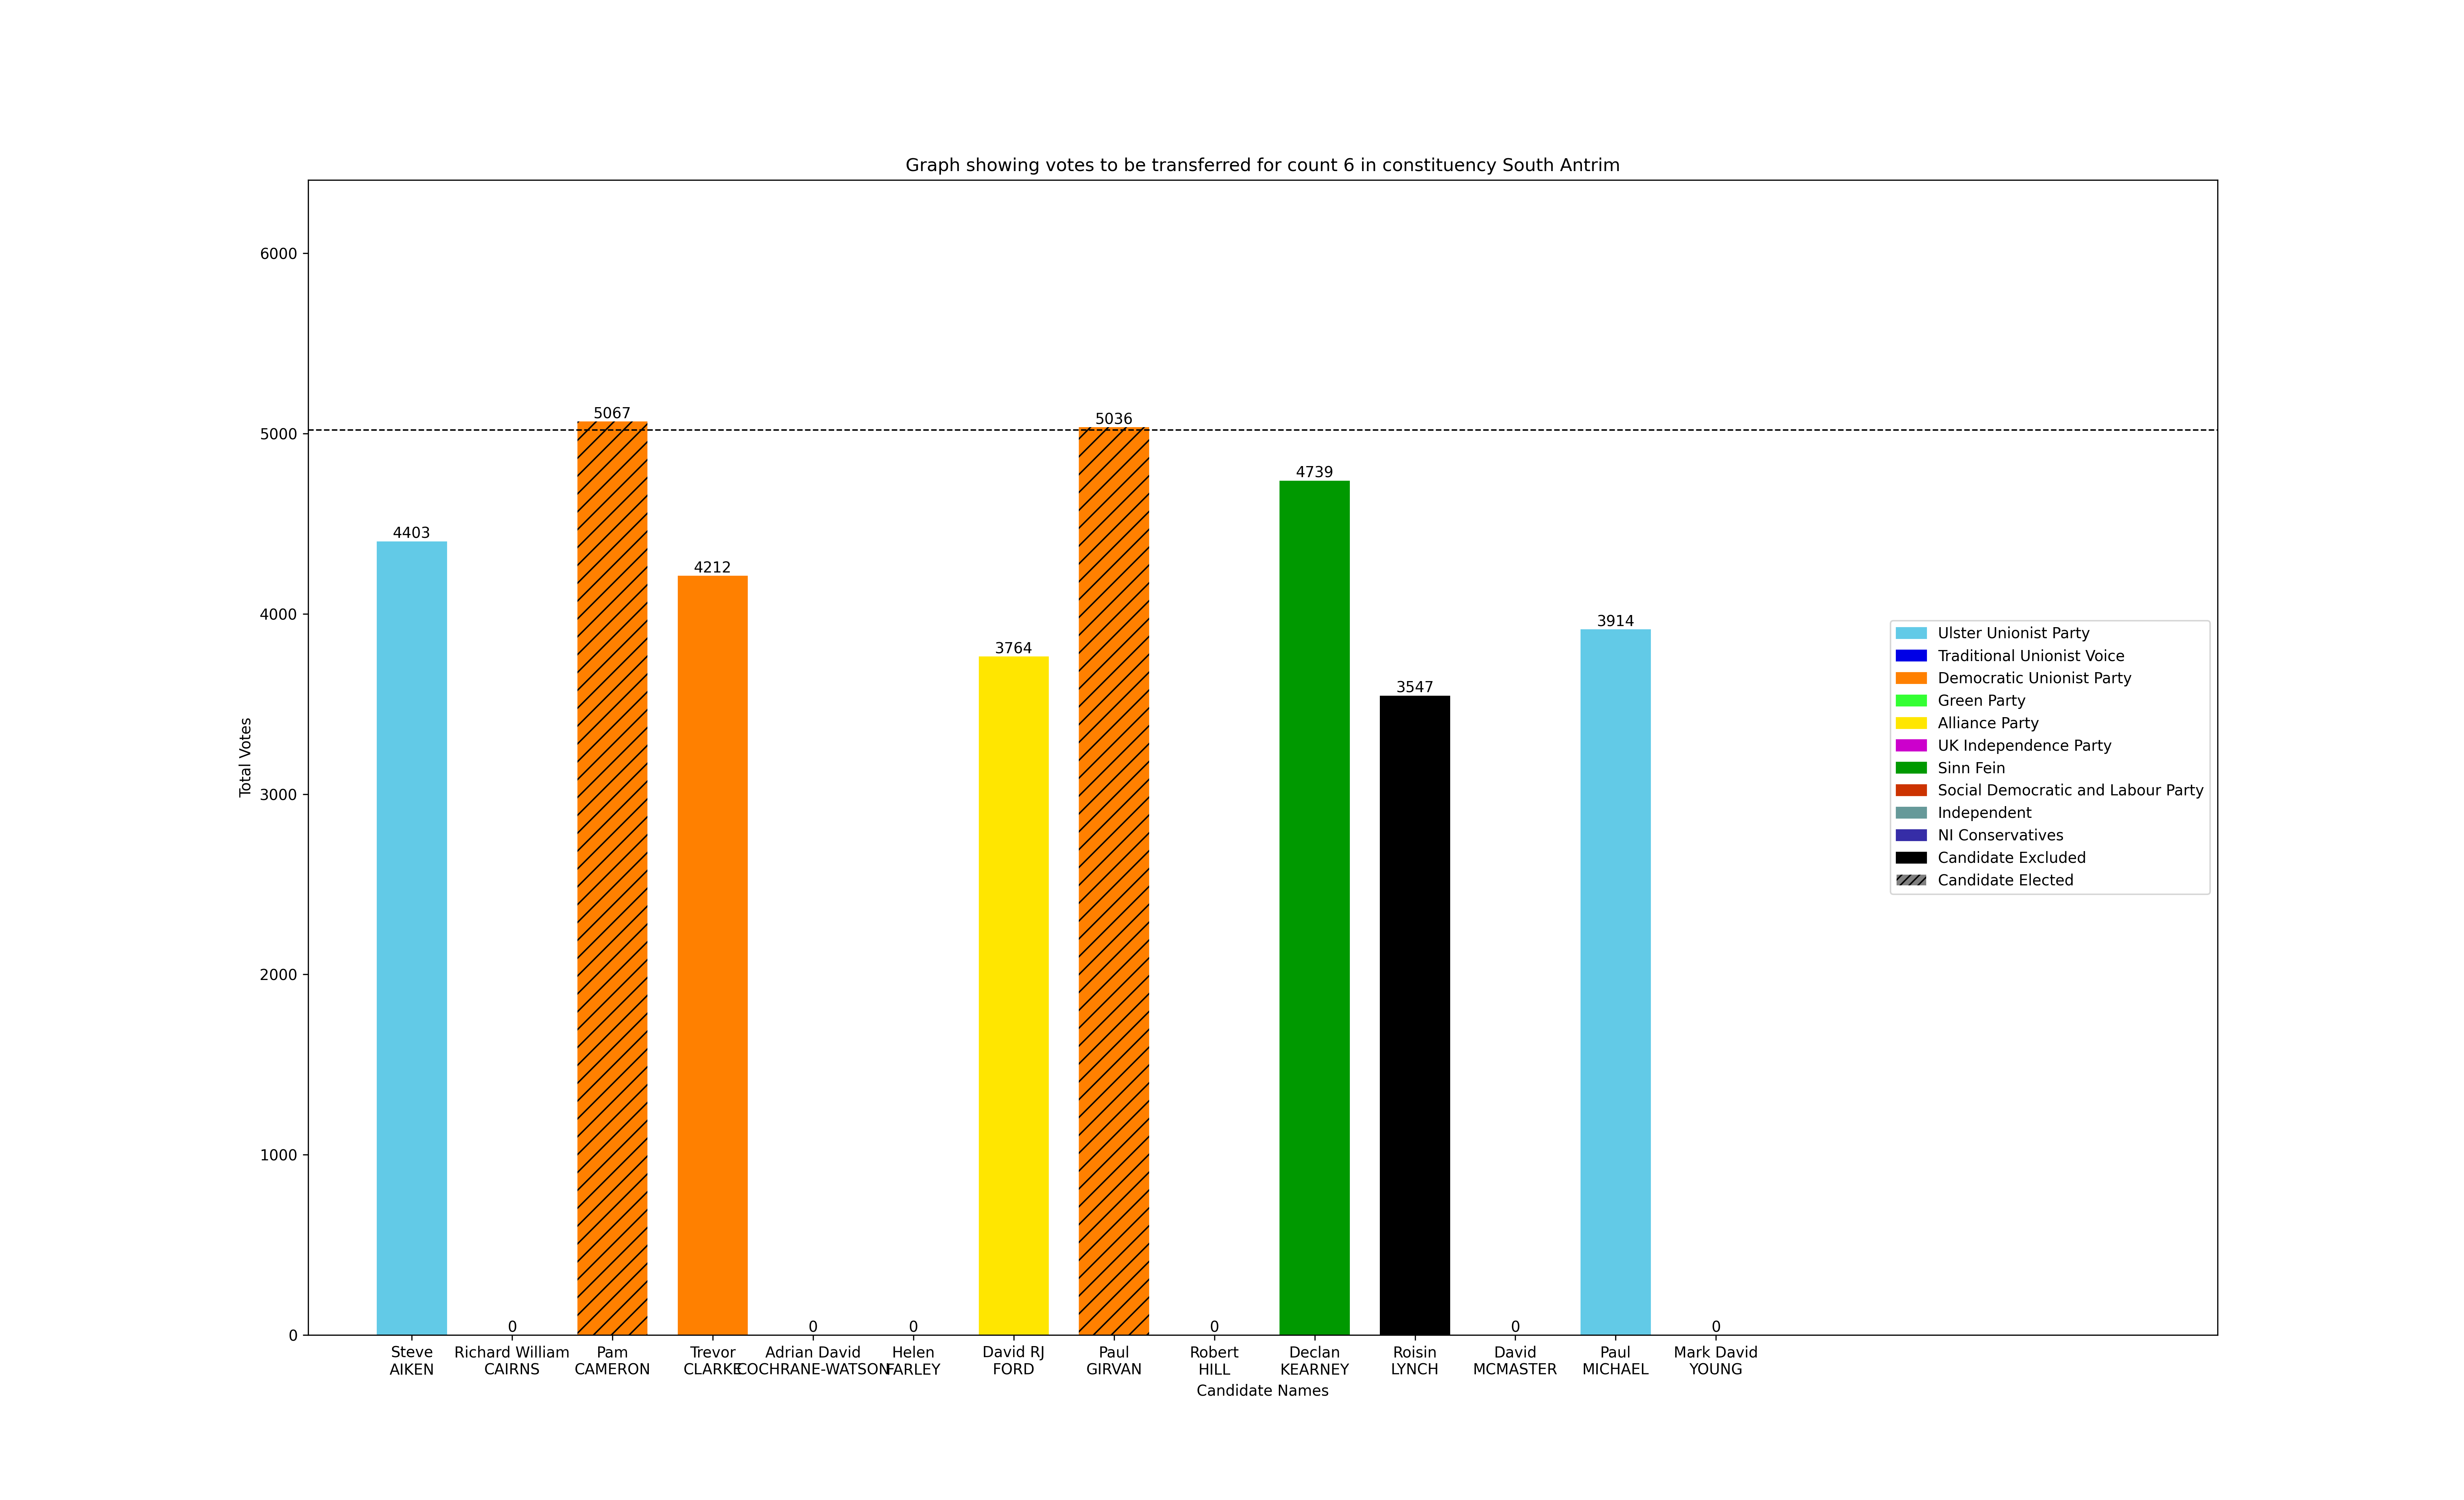 Graph showing votes to be transferred for count 6 in constituency South Antrim
6000
5000
4000
3000
2000
1000
0
Total Votes
4403
0
5067
4212
0
0
3764
5036
0
4739
3547
0
3914
0
Steve
AIKEN
Richard William
CAIRNS
Pam
CAMERON
Trevor
CLARKE
Adrian David
COCHRANE-WATSON
Helen
FARLEY
David RJ
FORD
Paul
GIRVAN
Robert
HILL
Declan
KEARNEY
Roisin
LYNCH
David
MCMASTER
Paul
MICHAEL
Mark David
YOUNG
Candidate Names
Ulster Unionist Party
Traditional Unionist Voice
Democratic Unionist Party
Green Party
Alliance Party
UK Independence Party
Sinn Fein
Social Democratic and Labour Party
Independent
NI Conservatives
Candidate Excluded
Candidate Elected